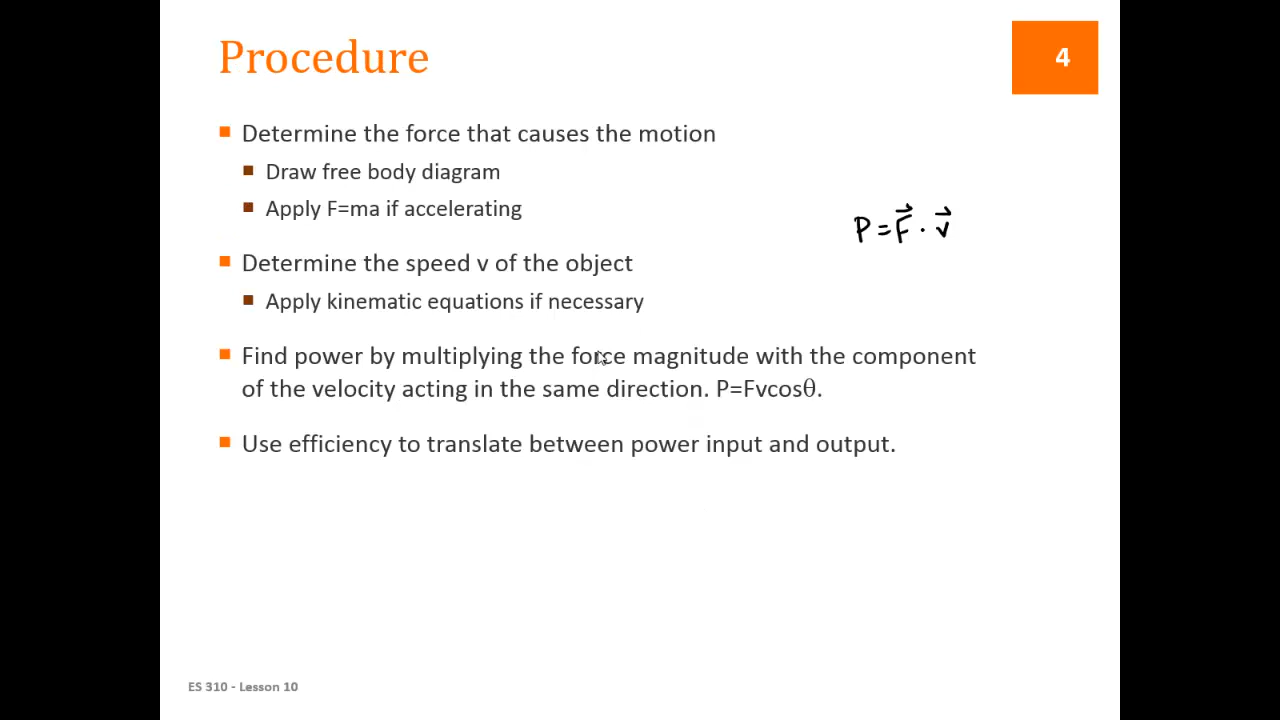 Procedure
4
Determine the force that causes the motion
Draw free body diagram
Apply F=ma if accelerating
P = F⃗ · v⃗
Determine the speed v of the object
Apply kinematic equations if necessary
Find power by multiplying the force magnitude with the component
of the velocity acting in the same direction. P=Fvcosθ.
Use efficiency to translate between power input and output.
ES 310 - Lesson 10